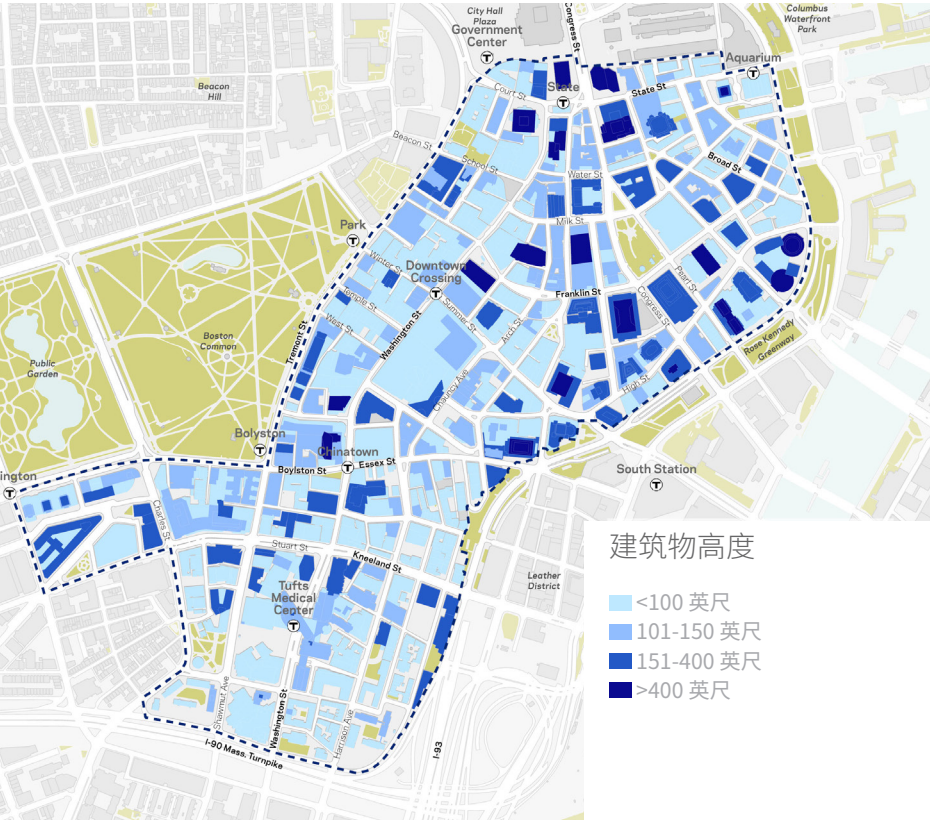 City Hall
Plaza
Government
Center
T
Congress St
Columbus
Waterfront
Park
Aquarium
T
Beacon
Hill
Court St
State
T
State St
Beacon St
School St
Water St
Broad St
Milk St
Park
T
Winter St
Downtown
Crossing
T
Temple St
Summer St
Franklin St
Pearl St
Congress St
Arch St
West St
Washington St
Tremont St
Boston
Common
Public
Garden
Rose Kennedy
Greenway
High St
Chauncy Ave
Bolyston
T
Chinatown
T
Boylston St
Essex St
South Station
T
ington
T
Charles St
Stuart St
Kneeland St
Tufts
Medical
Center
T
Leather
District
Shawmut Ave
Washington St
Harrison Ave
I-93
I-90 Mass. Turnpike
建筑物高度
<100 英尺
101-150 英尺
151-400 英尺
>400 英尺